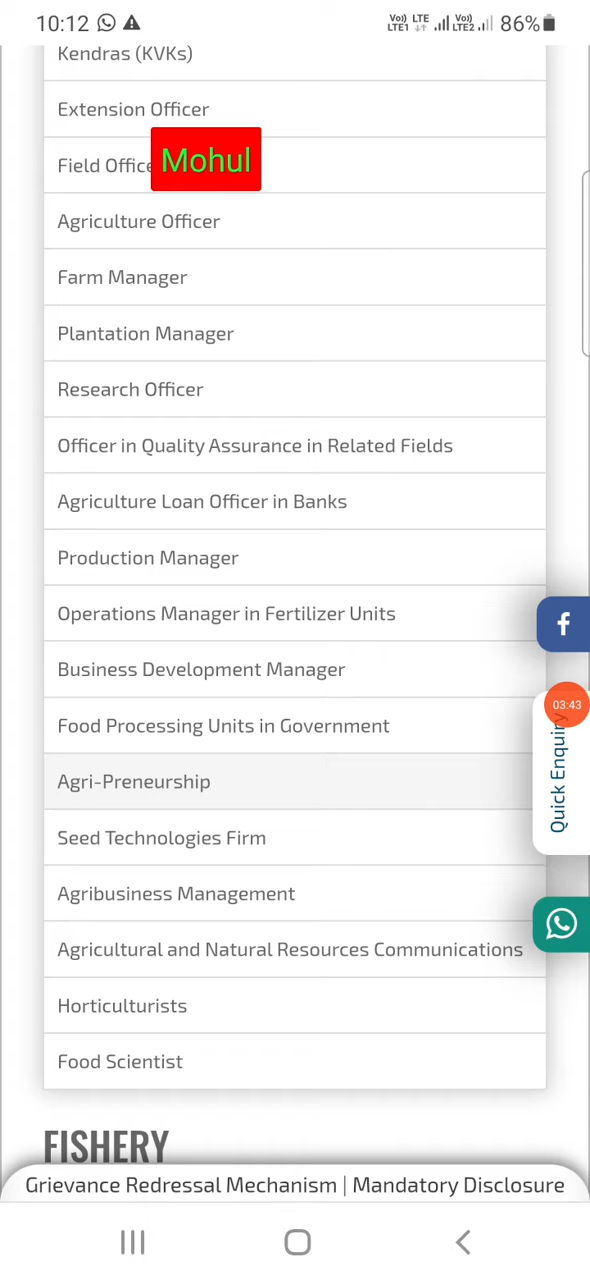 10:12
Vo)) LTE Vo)) 86%
LTE1 LTE2
Kendras (KVKs)
Extension Officer
Field Office
Mohul
Agriculture Officer
Farm Manager
Plantation Manager
Research Officer
Officer in Quality Assurance in Related Fields
Agriculture Loan Officer in Banks
Production Manager
Operations Manager in Fertilizer Units
f
Business Development Manager
03:43
Food Processing Units in Government
Quick Enquiry
Agri-Preneurship
Seed Technologies Firm
Agribusiness Management
Agricultural and Natural Resources Communications
Horticulturists
Food Scientist
FISHERY
Grievance Redressal Mechanism | Mandatory Disclosure